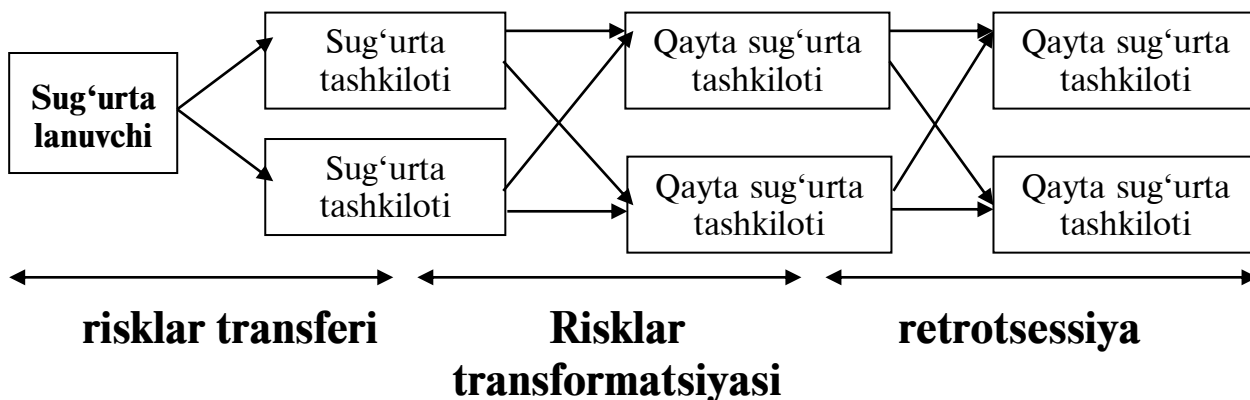 Sug‘urta
lanuvchi
Sug‘urta
tashkiloti
Sug‘urta
tashkiloti
Qayta sug‘urta
tashkiloti
Qayta sug‘urta
tashkiloti
Qayta sug‘urta
tashkiloti
Qayta sug‘urta
tashkiloti
risklar transferi
Risklar
transformatsiyasi
retrotsessiya